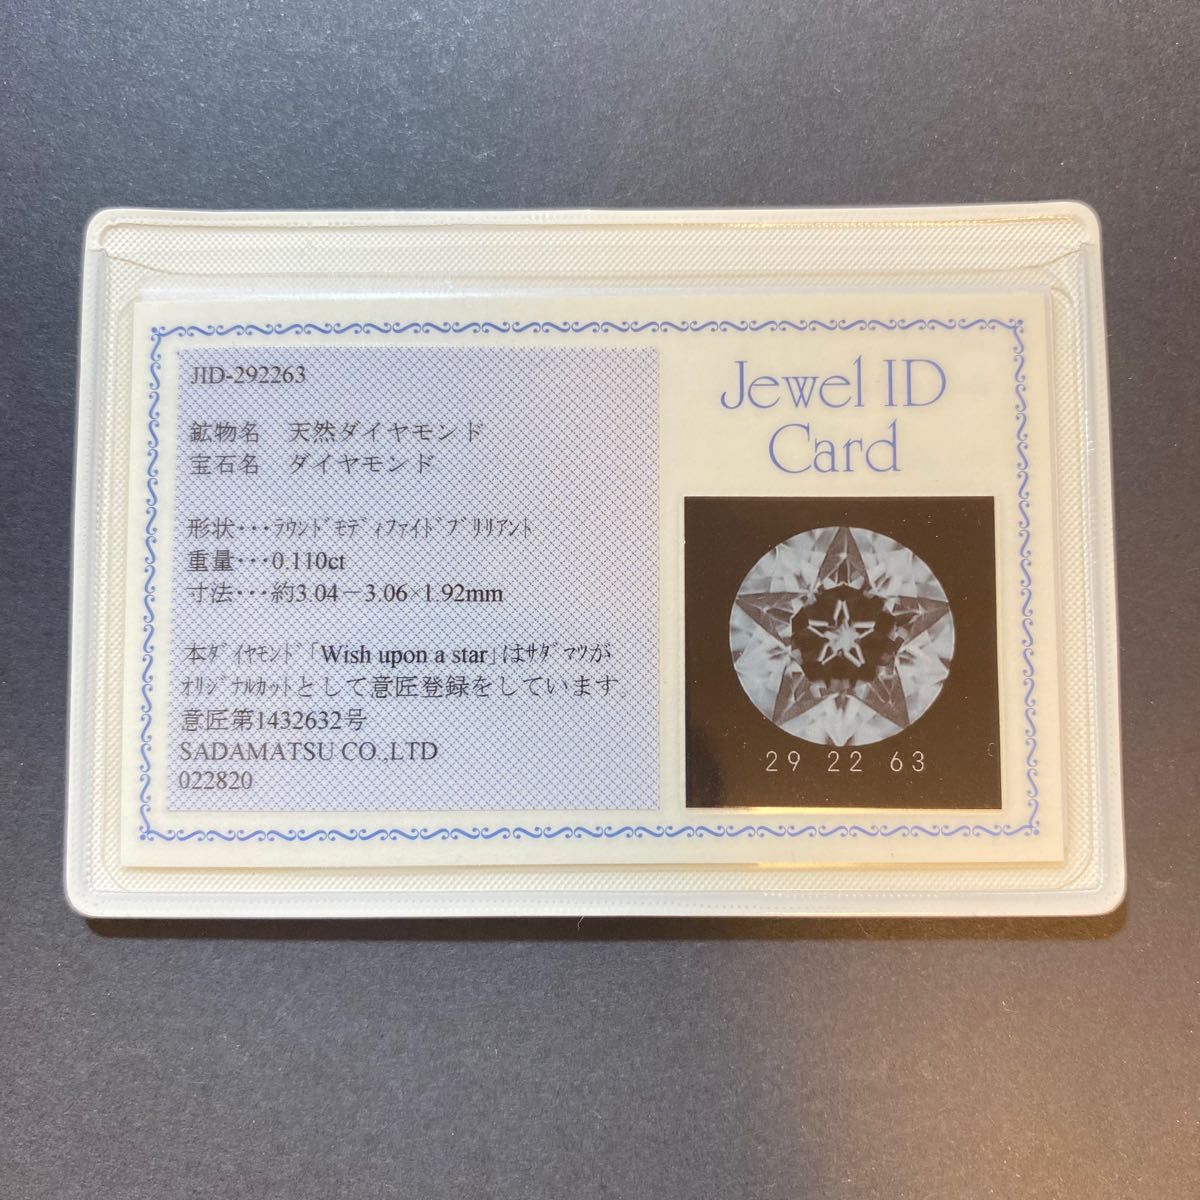 JID-292263
鉱物名　天然ダイヤモンド
宝石名　ダイヤモンド
形状･･･ﾗｳﾝﾄﾞﾓﾃﾞｨﾌｧｲﾄﾞﾌﾞﾘﾘｱﾝﾄ
重量･･･0.110ct
寸法･･･約3.04－3.06×1.92mm
本ﾀﾞｲﾔﾓﾝﾄﾞ｢Wish upon a star｣はｻﾀﾞﾏﾂが
ｵﾘｼﾞﾅﾙｶｯﾄとして意匠登録をしています。
意匠第1432632号
SADAMATSU CO.,LTD
022820
Jewel ID
Card
29 22 63